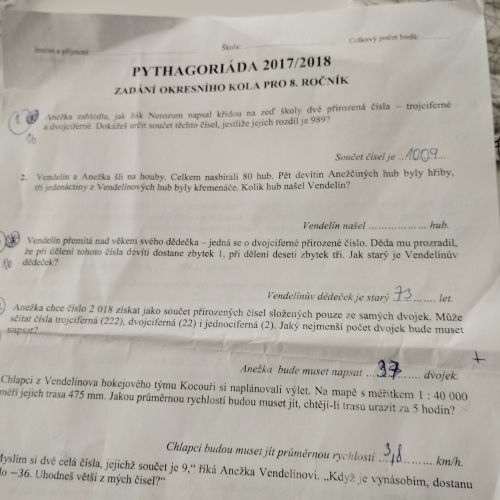 Jméno a příjmení: Škola: Celkový počet bodů:
PYTHAGORIÁDA 2017/2018
ZADÁNÍ OKRESNÍHO KOLA PRO 8. ROČNÍK
1. Anežka zahlédla, jak žák Nerozum napsal křídou na zeď školy dvě přirozená čísla – trojciferné
a dvojciferné. Dokážeš určit součet těchto čísel, jestliže jejich rozdíl je 989?
Součet čísel je ..1009...
2. Vendelín a Anežka šli na houby. Celkem nasbírali 80 hub. Pět devítin Anežčiných hub byly hřiby,
tři jedenáctiny z Vendelínových hub byly křemenáče. Kolik hub našel Vendelín?
Vendelín našel .................. hub.
Vendelín přemítá nad věkem svého dědečka – jedná se o dvojciferné přirozené číslo. Děda mu prozradil,
že při dělení tohoto čísla devíti dostane zbytek 1, při dělení deseti zbytek tři. Jak starý je Vendelínův
dědeček?
Vendelínův dědeček je starý .73........ let.
Anežka chce číslo 2 018 získat jako součet přirozených čísel složených pouze ze samých dvojek. Může
sčítat čísla trojciferná (222), dvojciferná (22) i jednociferná (2). Jaký nejmenší počet dvojek bude muset
napsat?
Anežka bude muset napsat ...37....... dvojek.
Chlapci z Vendelínova hokejového týmu Kocouři si naplánovali výlet. Na mapě s měřítkem 1 : 40 000
měří jejich trasa 475 mm. Jakou průměrnou rychlostí budou muset jít, chtějí-li trasu urazit za 5 hodin?
Chlapci budou muset jít průměrnou rychlostí ..3,8........ km/h.
Myslím si dvě celá čísla, jejichž součet je 9,“ říká Anežka Vendelínovi. „Když je vynásobím, dostanu
−36. Uhodneš větší z mých čísel?“